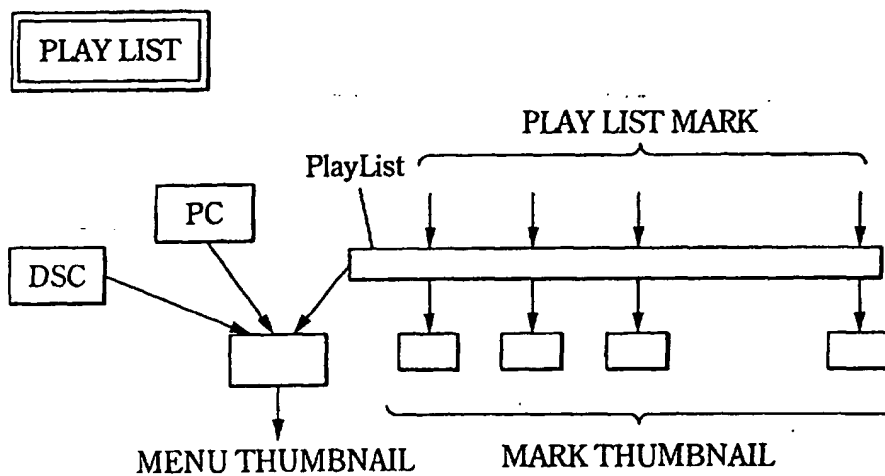 PLAY LIST
PLAY LIST MARK
PlayList
PC
DSC
MENU THUMBNAIL
MARK THUMBNAIL